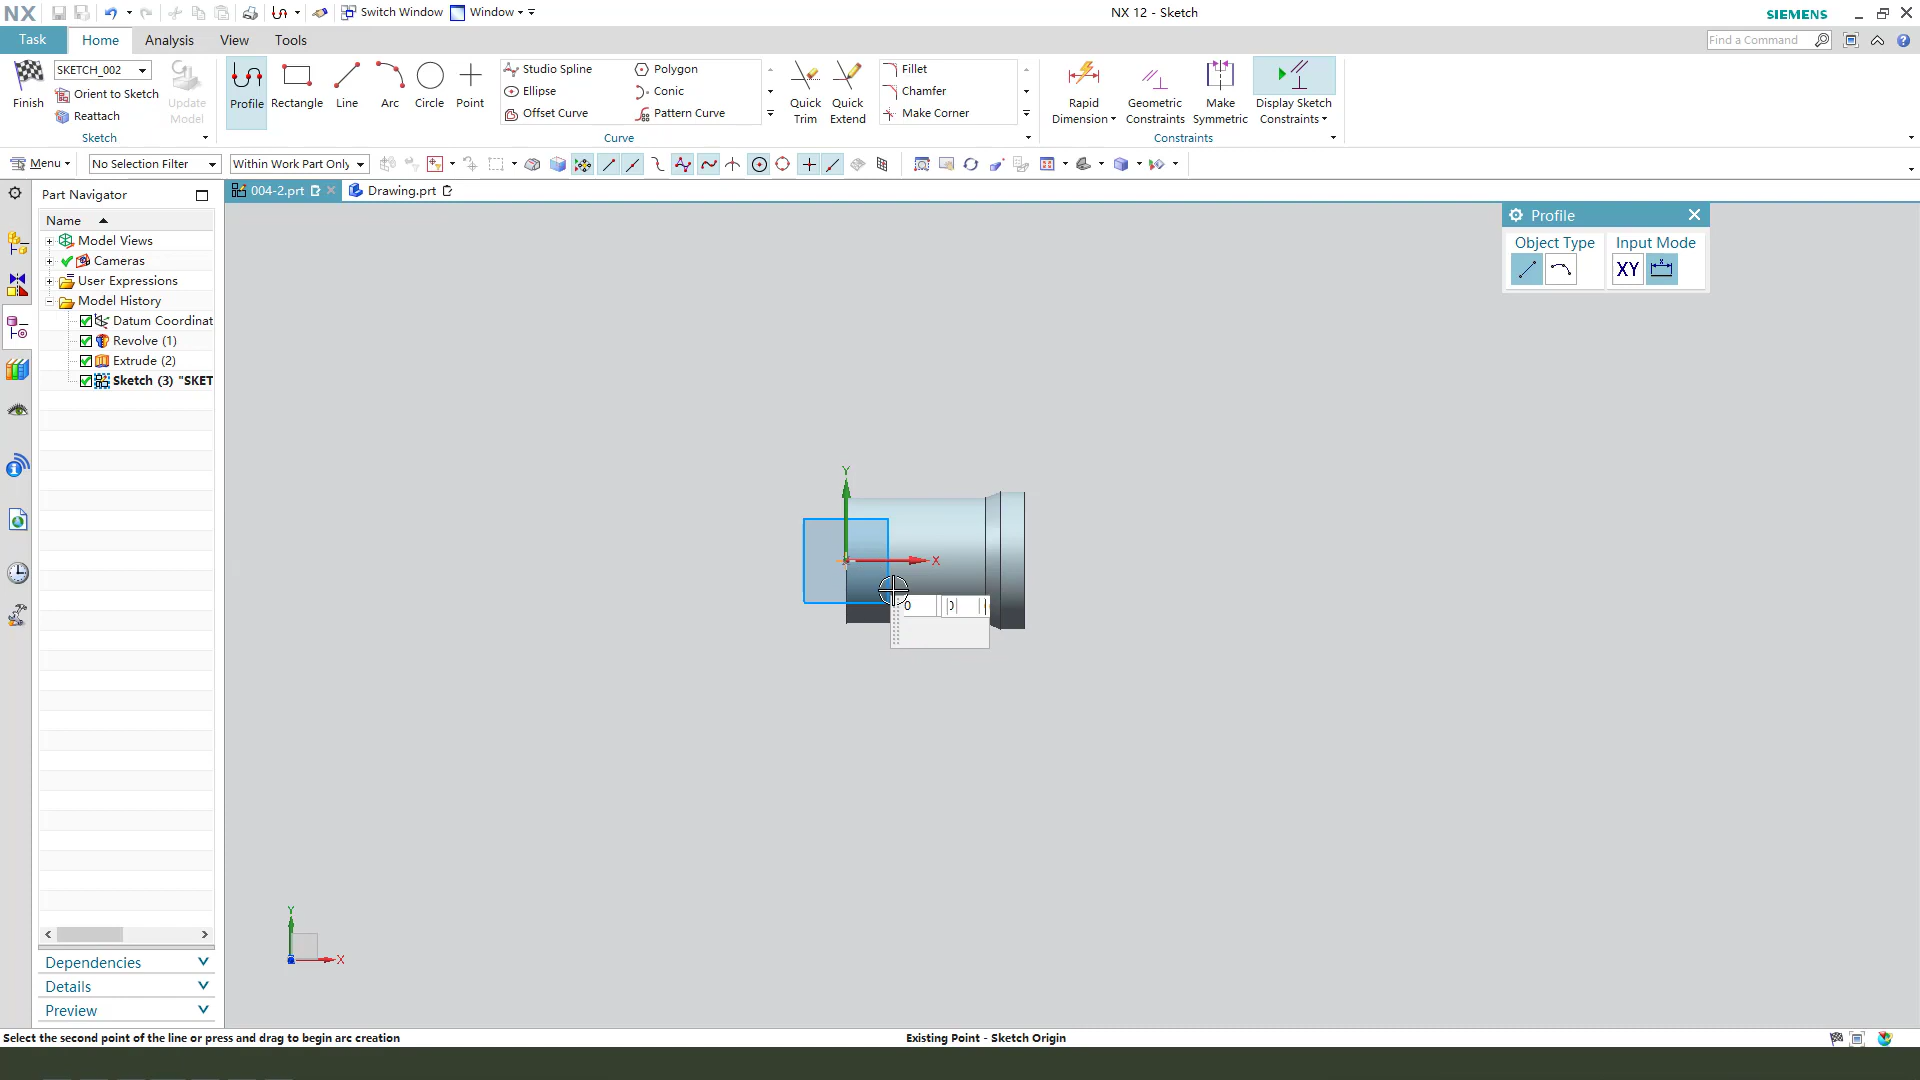 NX
Switch Window
Window
NX 12 - Sketch
SIEMENS
Task
Home
Analysis
View
Tools
Find a Command
Finish
SKETCH_002
Orient to Sketch
Reattach
Update Model
Profile
Rectangle
Line
Arc
Circle
Point
Studio Spline
Ellipse
Offset Curve
Polygon
Conic
Pattern Curve
Quick Trim
Quick Extend
Fillet
Chamfer
Make Corner
Rapid Dimension
Geometric Constraints
Make Symmetric
Display Sketch Constraints
Sketch
Curve
Constraints
Menu
No Selection Filter
Within Work Part Only
Part Navigator
004-2.prt
Drawing.prt
Name
Model Views
Cameras
User Expressions
Model History
Datum Coordinat
Revolve (1)
Extrude (2)
Sketch (3) "SKET
Profile
Object Type
Input Mode
XY
Y
X
0
0
Y
X
Dependencies
Details
Preview
Select the second point of the line or press and drag to begin arc creation
Existing Point - Sketch Origin